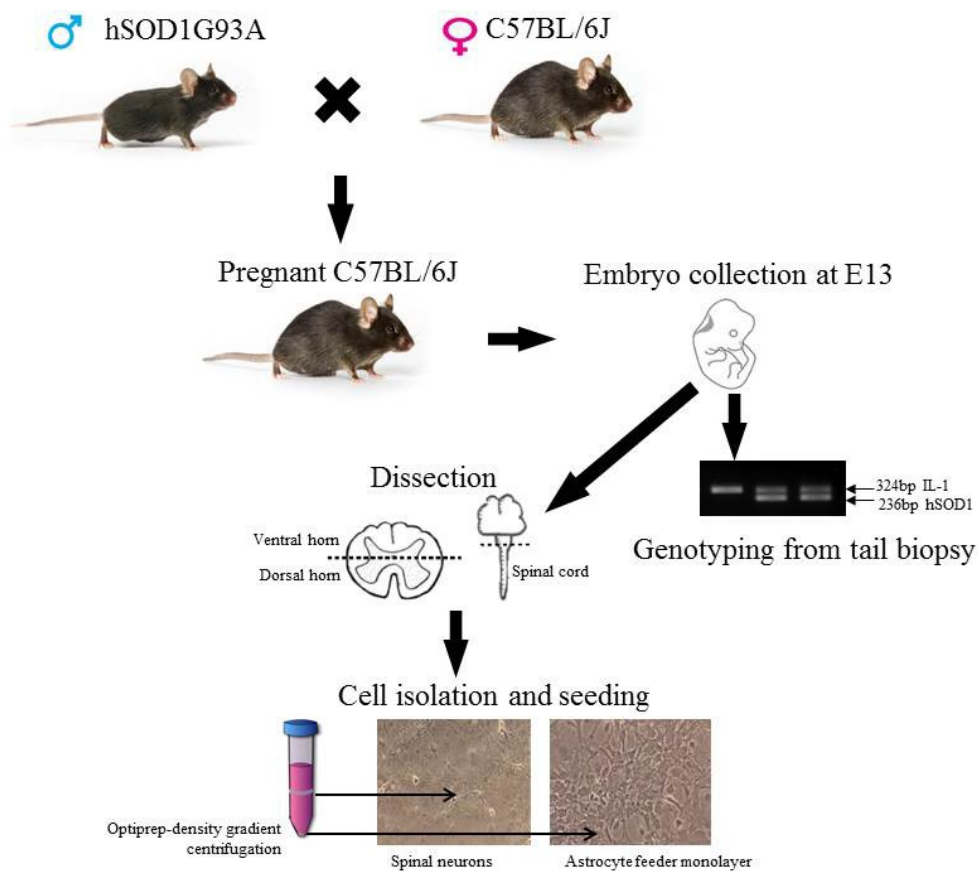 hSOD1G93A
C57BL/6J
Pregnant C57BL/6J
Embryo collection at E13
324bp IL-1
236bp hSOD1
Genotyping from tail biopsy
Dissection
Ventral horn
Dorsal horn
Spinal cord
Cell isolation and seeding
Optiprep-density gradient
centrifugation
Spinal neurons
Astrocyte feeder monolayer